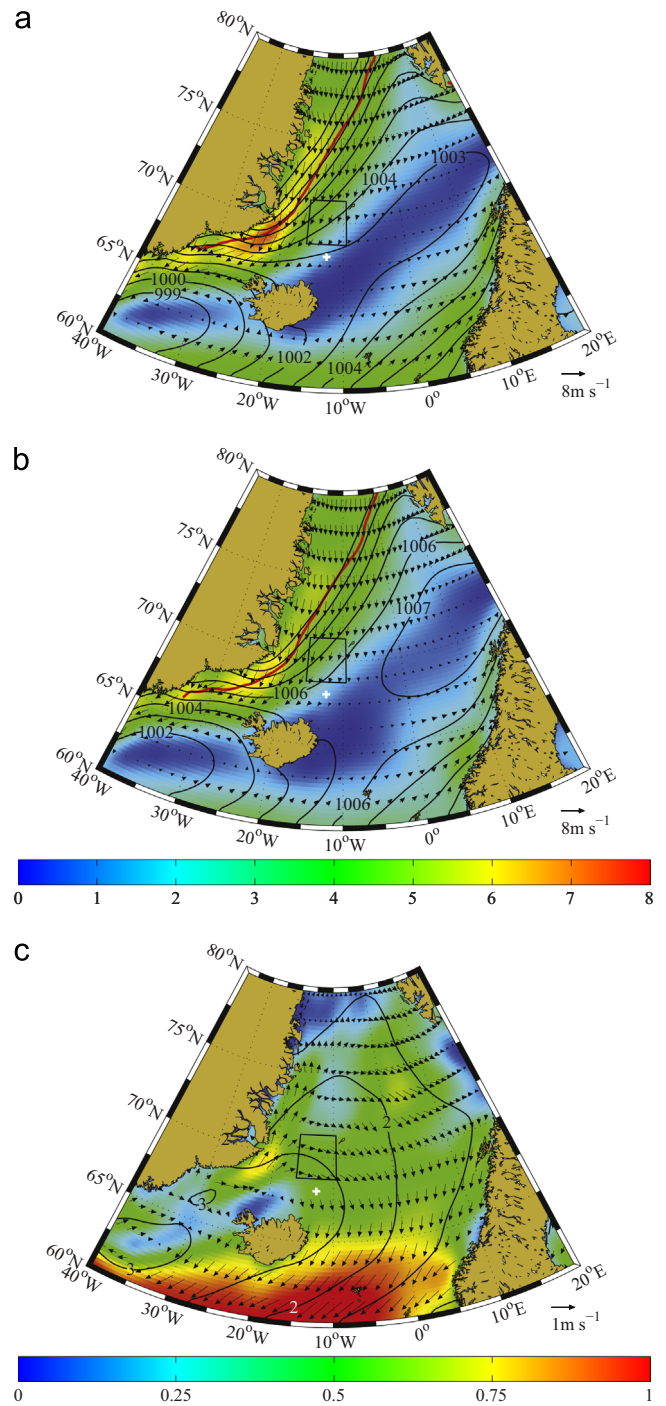 a
80°N
75°N
70°N
65°N
60°N
40°W
30°W
20°W
10°W
0°
10°E
20°E
1003
1004
1000
999
1002
1004
8m s⁻¹
b
80°N
75°N
70°N
65°N
60°N
40°W
30°W
20°W
10°W
0°
10°E
20°E
1006
1007
1006
1004
1002
1006
8m s⁻¹
0 1 2 3 4 5 6 7 8
c
80°N
75°N
70°N
65°N
60°N
40°W
30°W
20°W
10°W
0°
10°E
20°E
2
3
3
2
1m s⁻¹
0 0.25 0.5 0.75 1